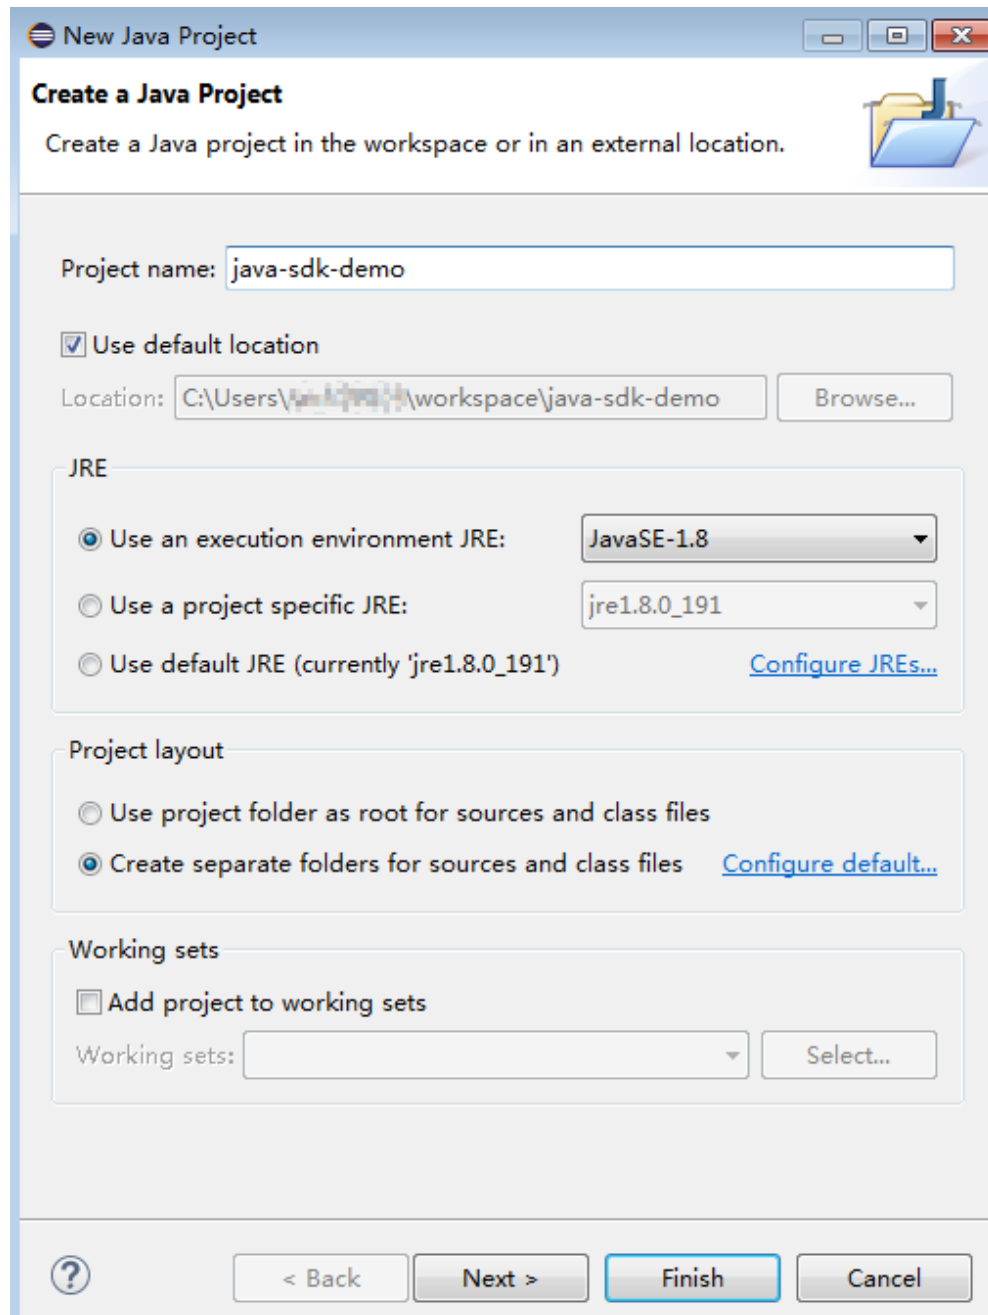 New Java Project
Create a Java Project
Create a Java project in the workspace or in an external location.
Project name: java-sdk-demo
Use default location
Location: C:\Users\ \workspace\java-sdk-demo Browse...
JRE
Use an execution environment JRE: JavaSE-1.8
Use a project specific JRE: jre1.8.0_191
Use default JRE (currently 'jre1.8.0_191') Configure JREs...
Project layout
Use project folder as root for sources and class files
Create separate folders for sources and class files Configure default...
Working sets
Add project to working sets
Working sets: Select...
? < Back Next > Finish Cancel